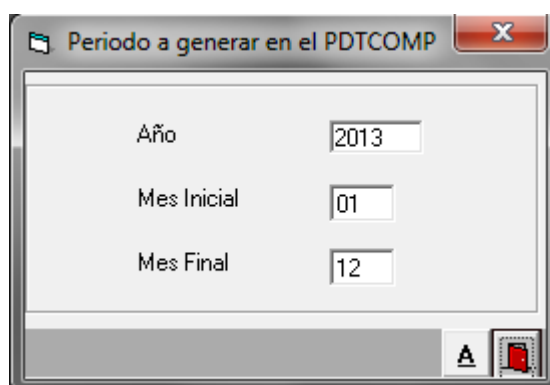 Periodo a generar en el PDTCOMP
Año 2013
Mes Inicial 01
Mes Final 12
A